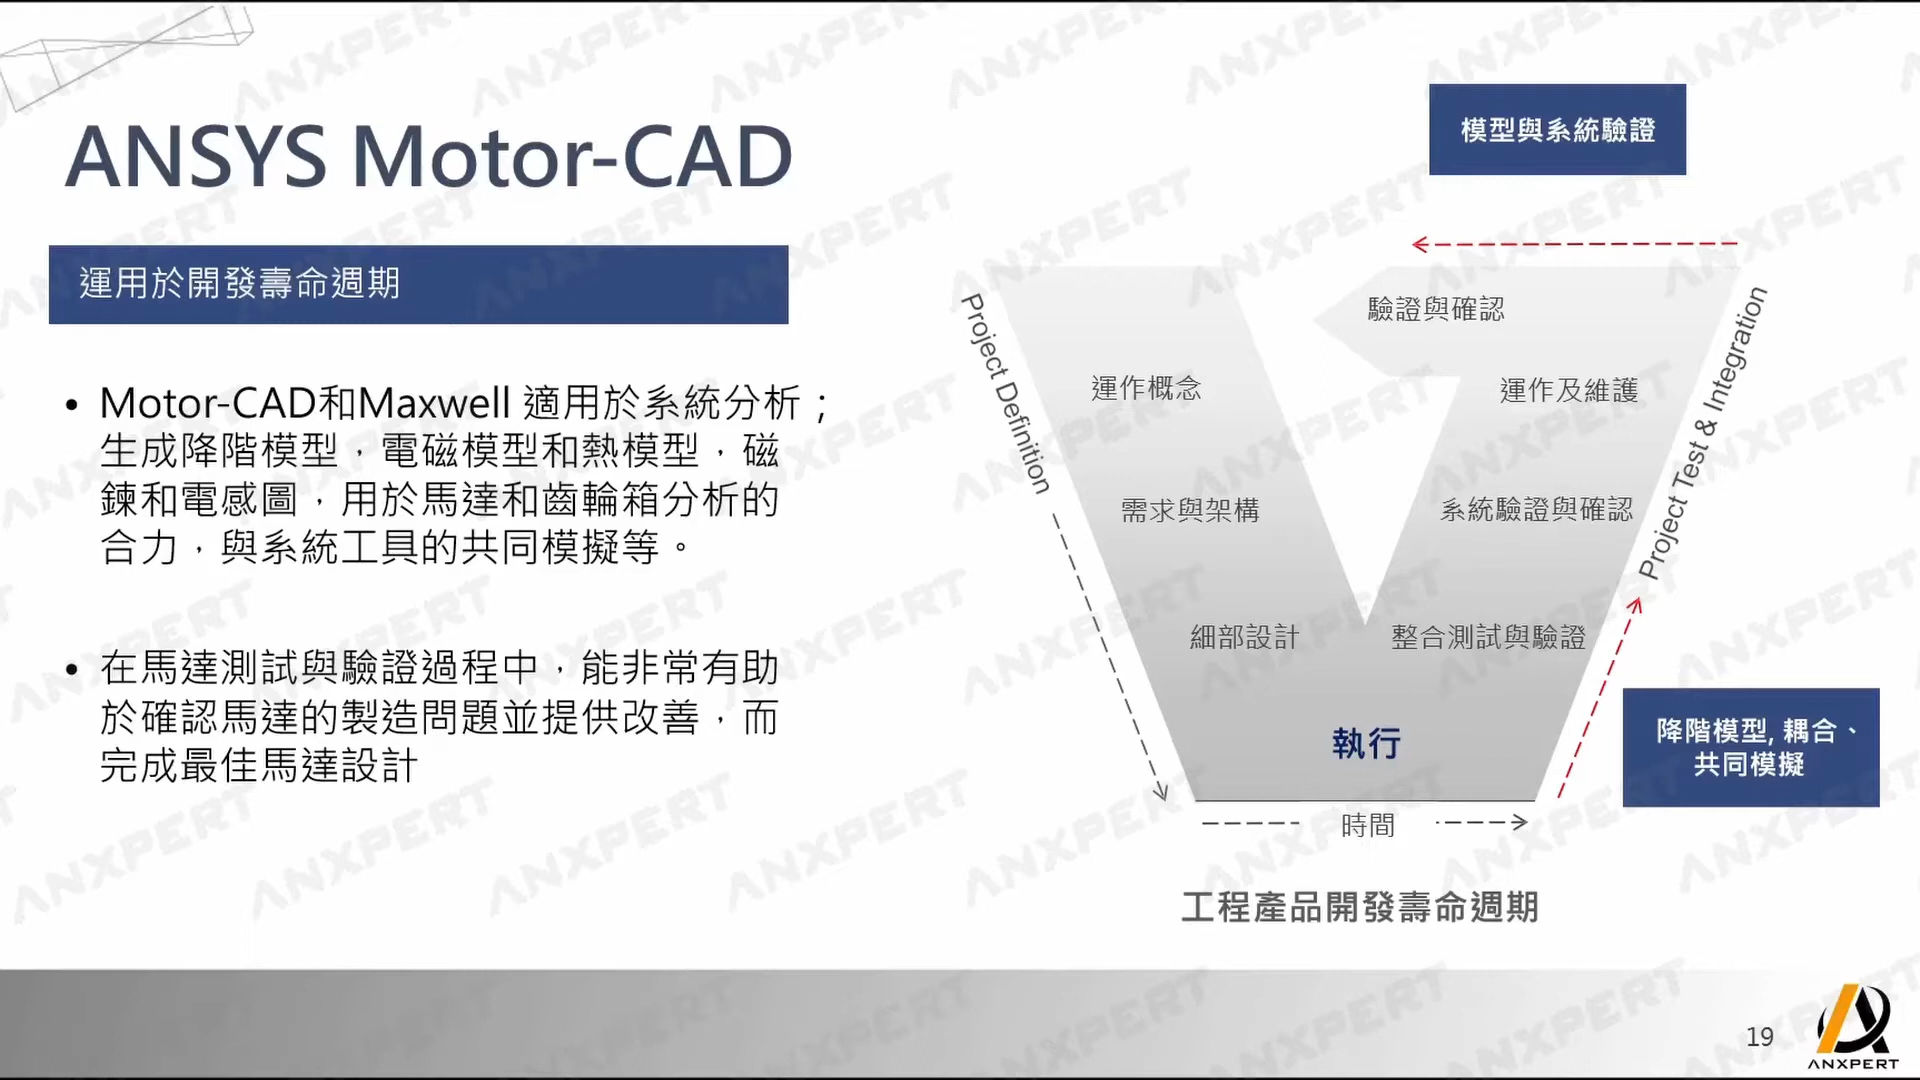 ANSYS Motor-CAD
運用於開發壽命週期
• Motor-CAD和Maxwell 適用於系統分析；
生成降階模型，電磁模型和熱模型，磁
鍊和電感圖，用於馬達和齒輪箱分析的
合力，與系統工具的共同模擬等。
• 在馬達測試與驗證過程中，能非常有助
於確認馬達的製造問題並提供改善，而
完成最佳馬達設計
模型與系統驗證
Project Definition
驗證與確認
運作概念
運作及維護
需求與架構
系統驗證與確認
細部設計
整合測試與驗證
Project Test & Integration
執行
降階模型, 耦合、
共同模擬
時間
工程產品開發壽命週期
19
ANXPERT